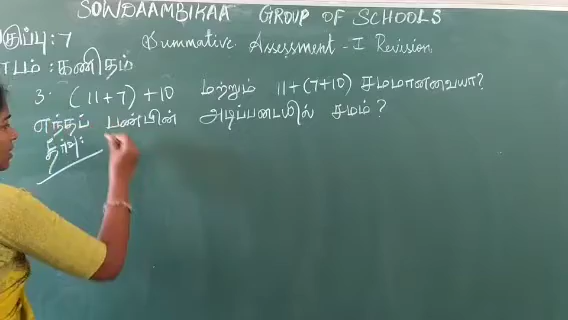 SOWDAAMBIKAA GROUP OF SCHOOLS
குப்பு: 7 Summative Assessment - I Revision
பாடம்: கணிதம்
3. (11+7)+10 மற்றும் 11+(7+10) சமமானவையா?
எந்தப் பண்பின் அடிப்படையில் சமம்?
தீர்வு: